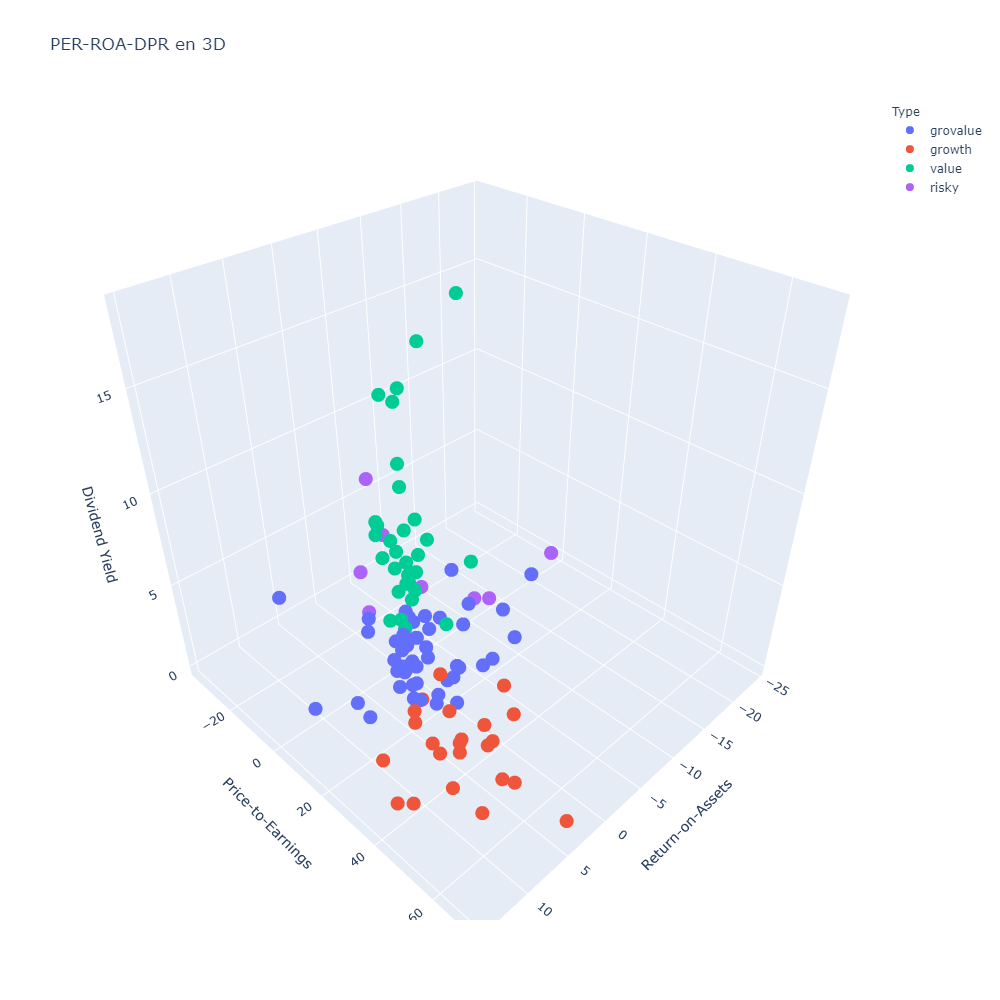 PER-ROA-DPR en 3D
Type
grovalue
growth
value
risky
15
10
5
0
Dividend Yield
−20
0
20
40
60
Price-to-Earnings
−25
−20
−15
−10
−5
0
5
10
Return-on-Assets